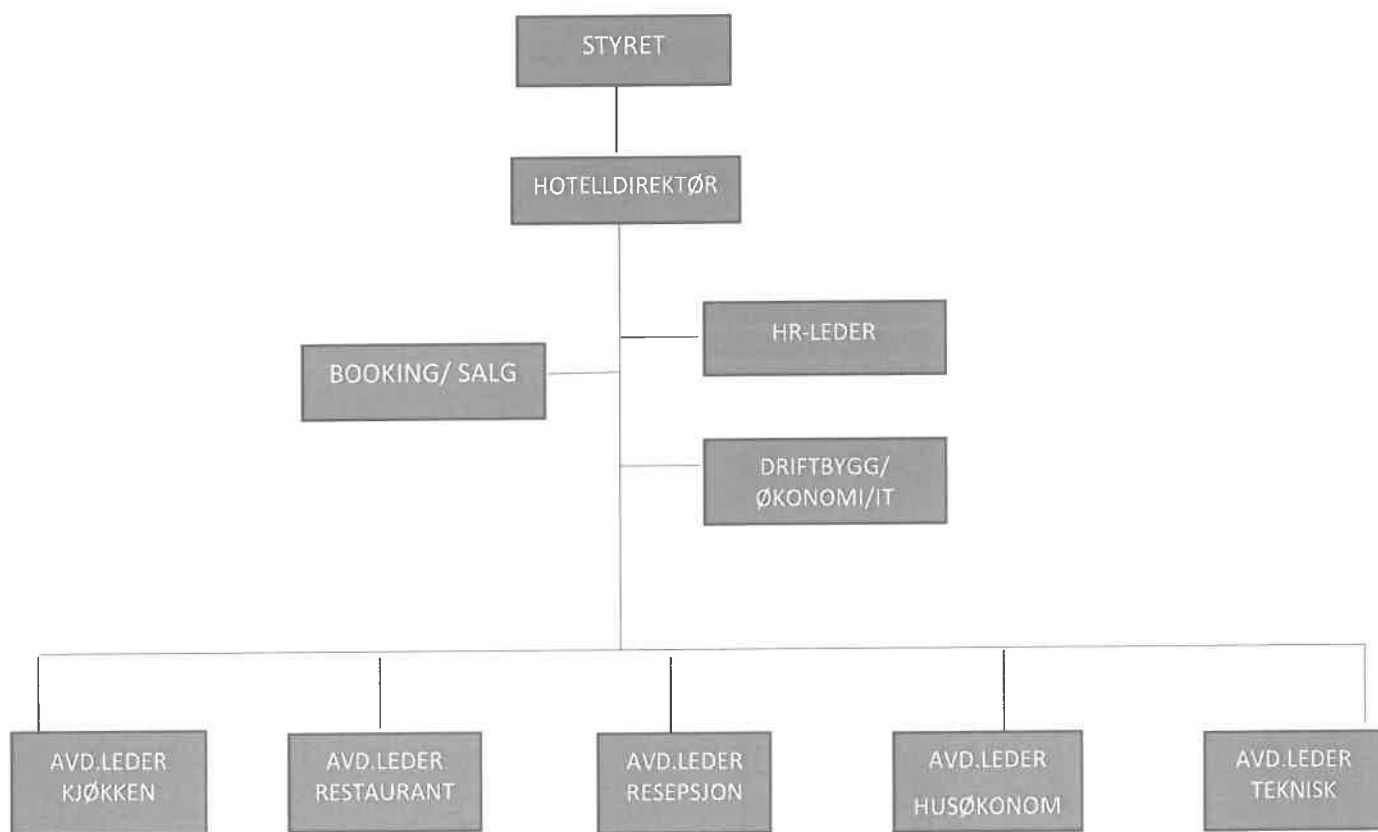 STYRET
HOTELLDIREKTØR
HR-LEDER
BOOKING/ SALG
DRIFTBYGG/
ØKONOMI/IT
AVD.LEDER
KJØKKEN
AVD.LEDER
RESTAURANT
AVD.LEDER
RESEPSJON
AVD.LEDER
HUSØKONOM
AVD.LEDER
TEKNISK